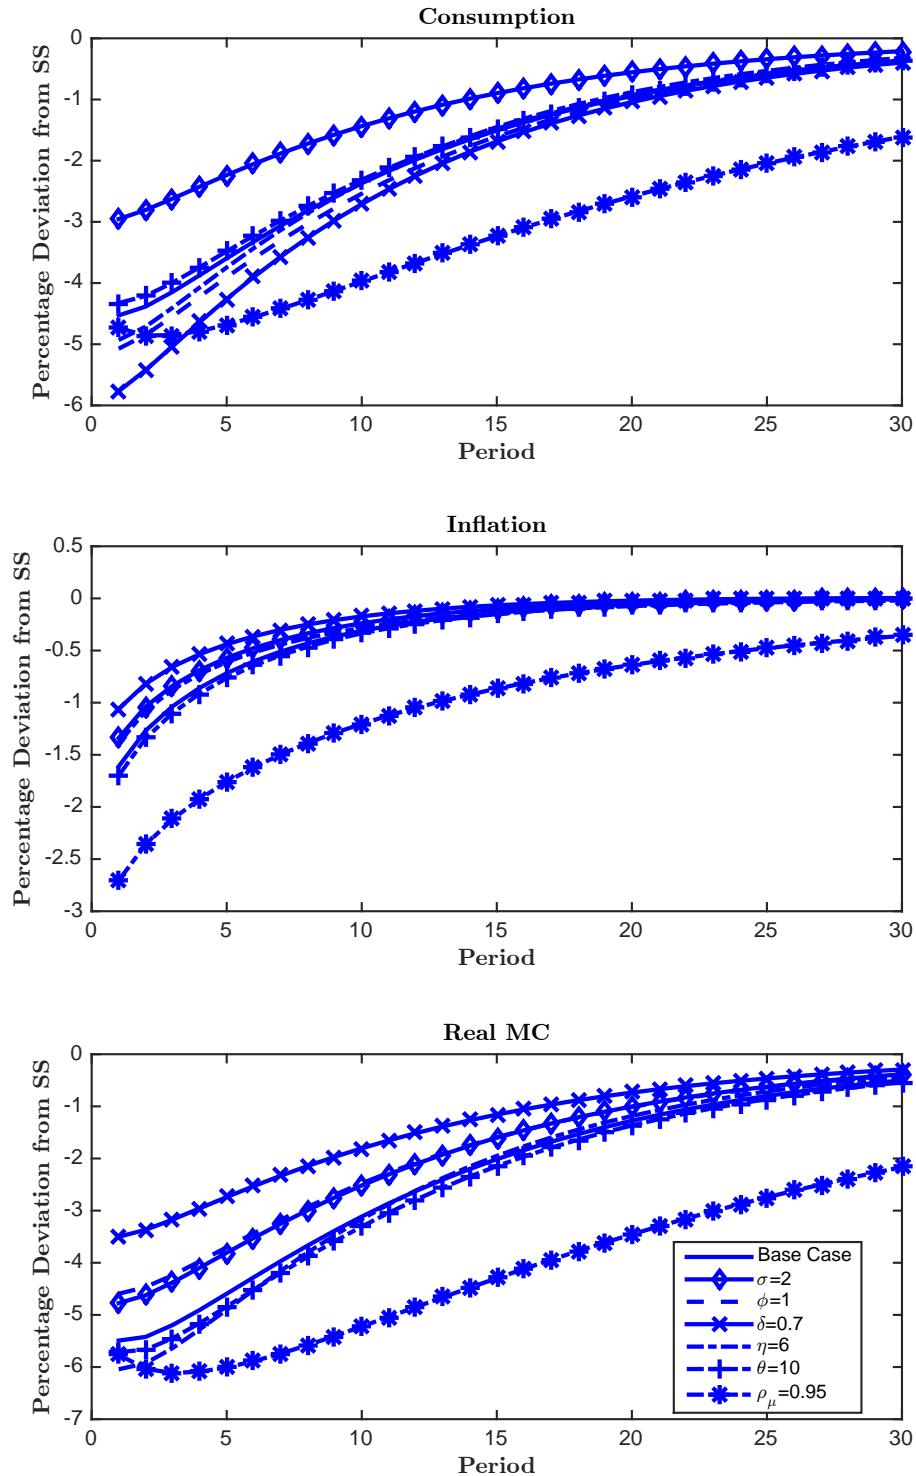 Consumption
Percentage Deviation from SS
0
-1
-2
-3
-4
-5
-6
0 5 10 15 20 25 30
Period
Inflation
Percentage Deviation from SS
0.5
0
-0.5
-1
-1.5
-2
-2.5
-3
0 5 10 15 20 25 30
Period
Real MC
Percentage Deviation from SS
0
-1
-2
-3
-4
-5
-6
-7
0 5 10 15 20 25 30
Period
Base Case
σ=2
ϕ=1
δ=0.7
η=6
θ=10
ρμ=0.95